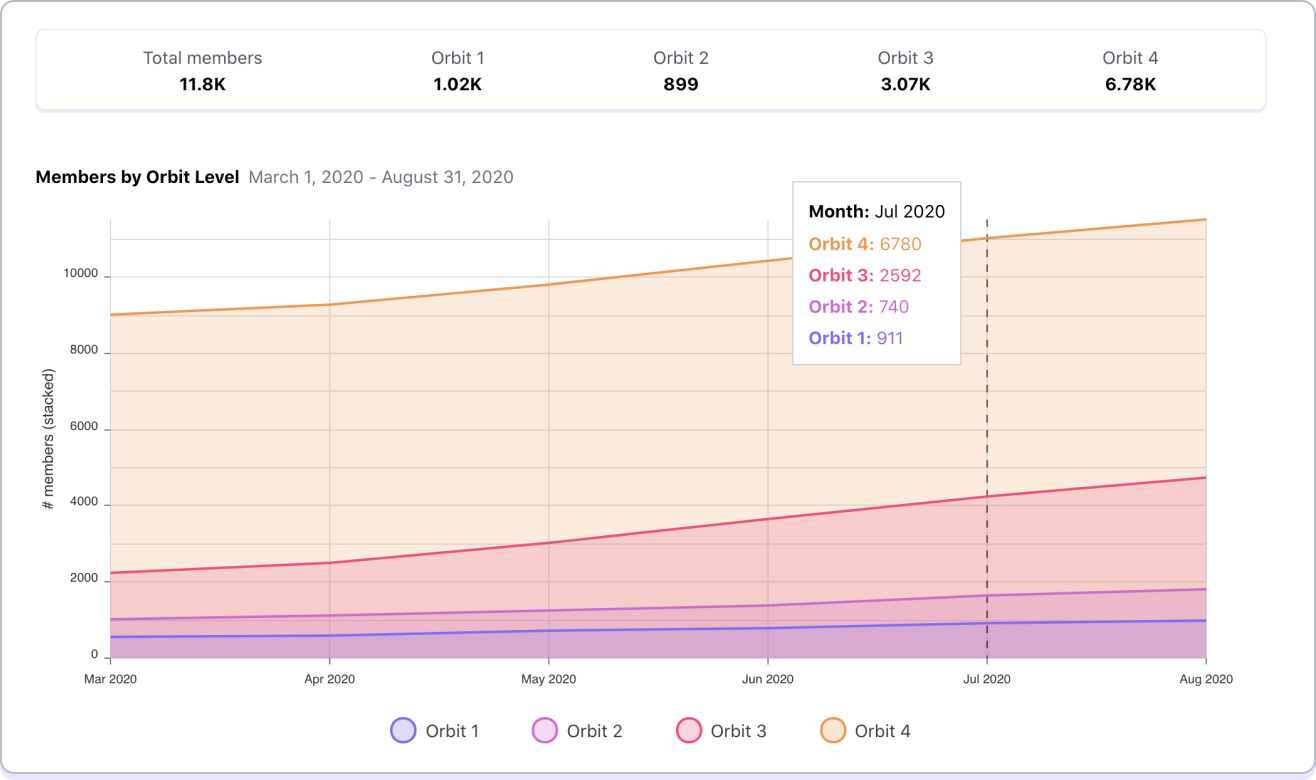 Total members Orbit 1 Orbit 2 Orbit 3 Orbit 4
11.8K 1.02K 899 3.07K 6.78K
Members by Orbit Level March 1, 2020 - August 31, 2020
Month: Jul 2020
Orbit 4: 6780
Orbit 3: 2592
Orbit 2: 740
Orbit 1: 911
# members (stacked)
10000
8000
6000
4000
2000
0
Mar 2020 Apr 2020 May 2020 Jun 2020 Jul 2020 Aug 2020
Orbit 1 Orbit 2 Orbit 3 Orbit 4